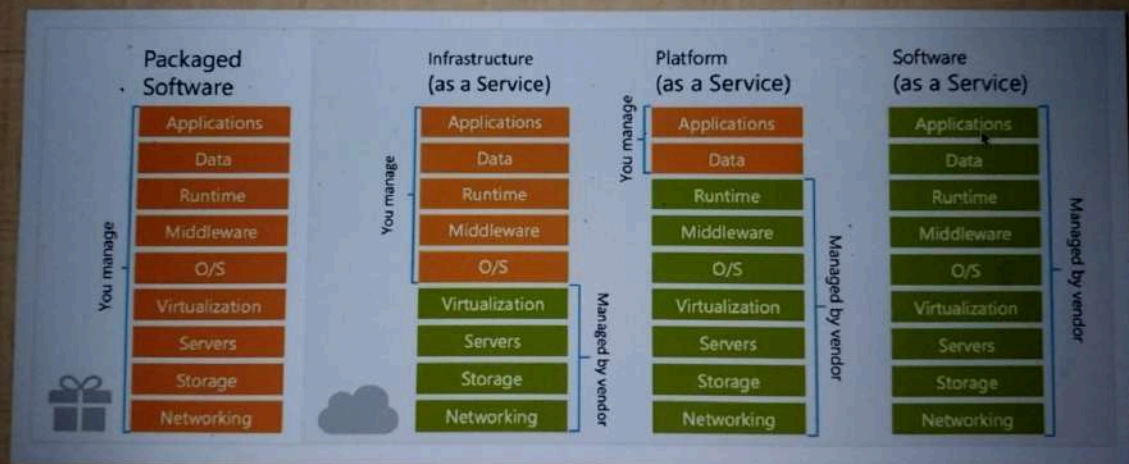 Packaged
Software
Applications
Data
Runtime
Middleware
O/S
Virtualization
Servers
Storage
Networking
You manage
Infrastructure
(as a Service)
Applications
Data
Runtime
Middleware
O/S
Virtualization
Servers
Storage
Networking
You manage
Managed by vendor
Platform
(as a Service)
Applications
Data
Runtime
Middleware
O/S
Virtualization
Servers
Storage
Networking
You manage
Managed by vendor
Software
(as a Service)
Applications
Data
Runtime
Middleware
O/S
Virtualization
Servers
Storage
Networking
Managed by vendor